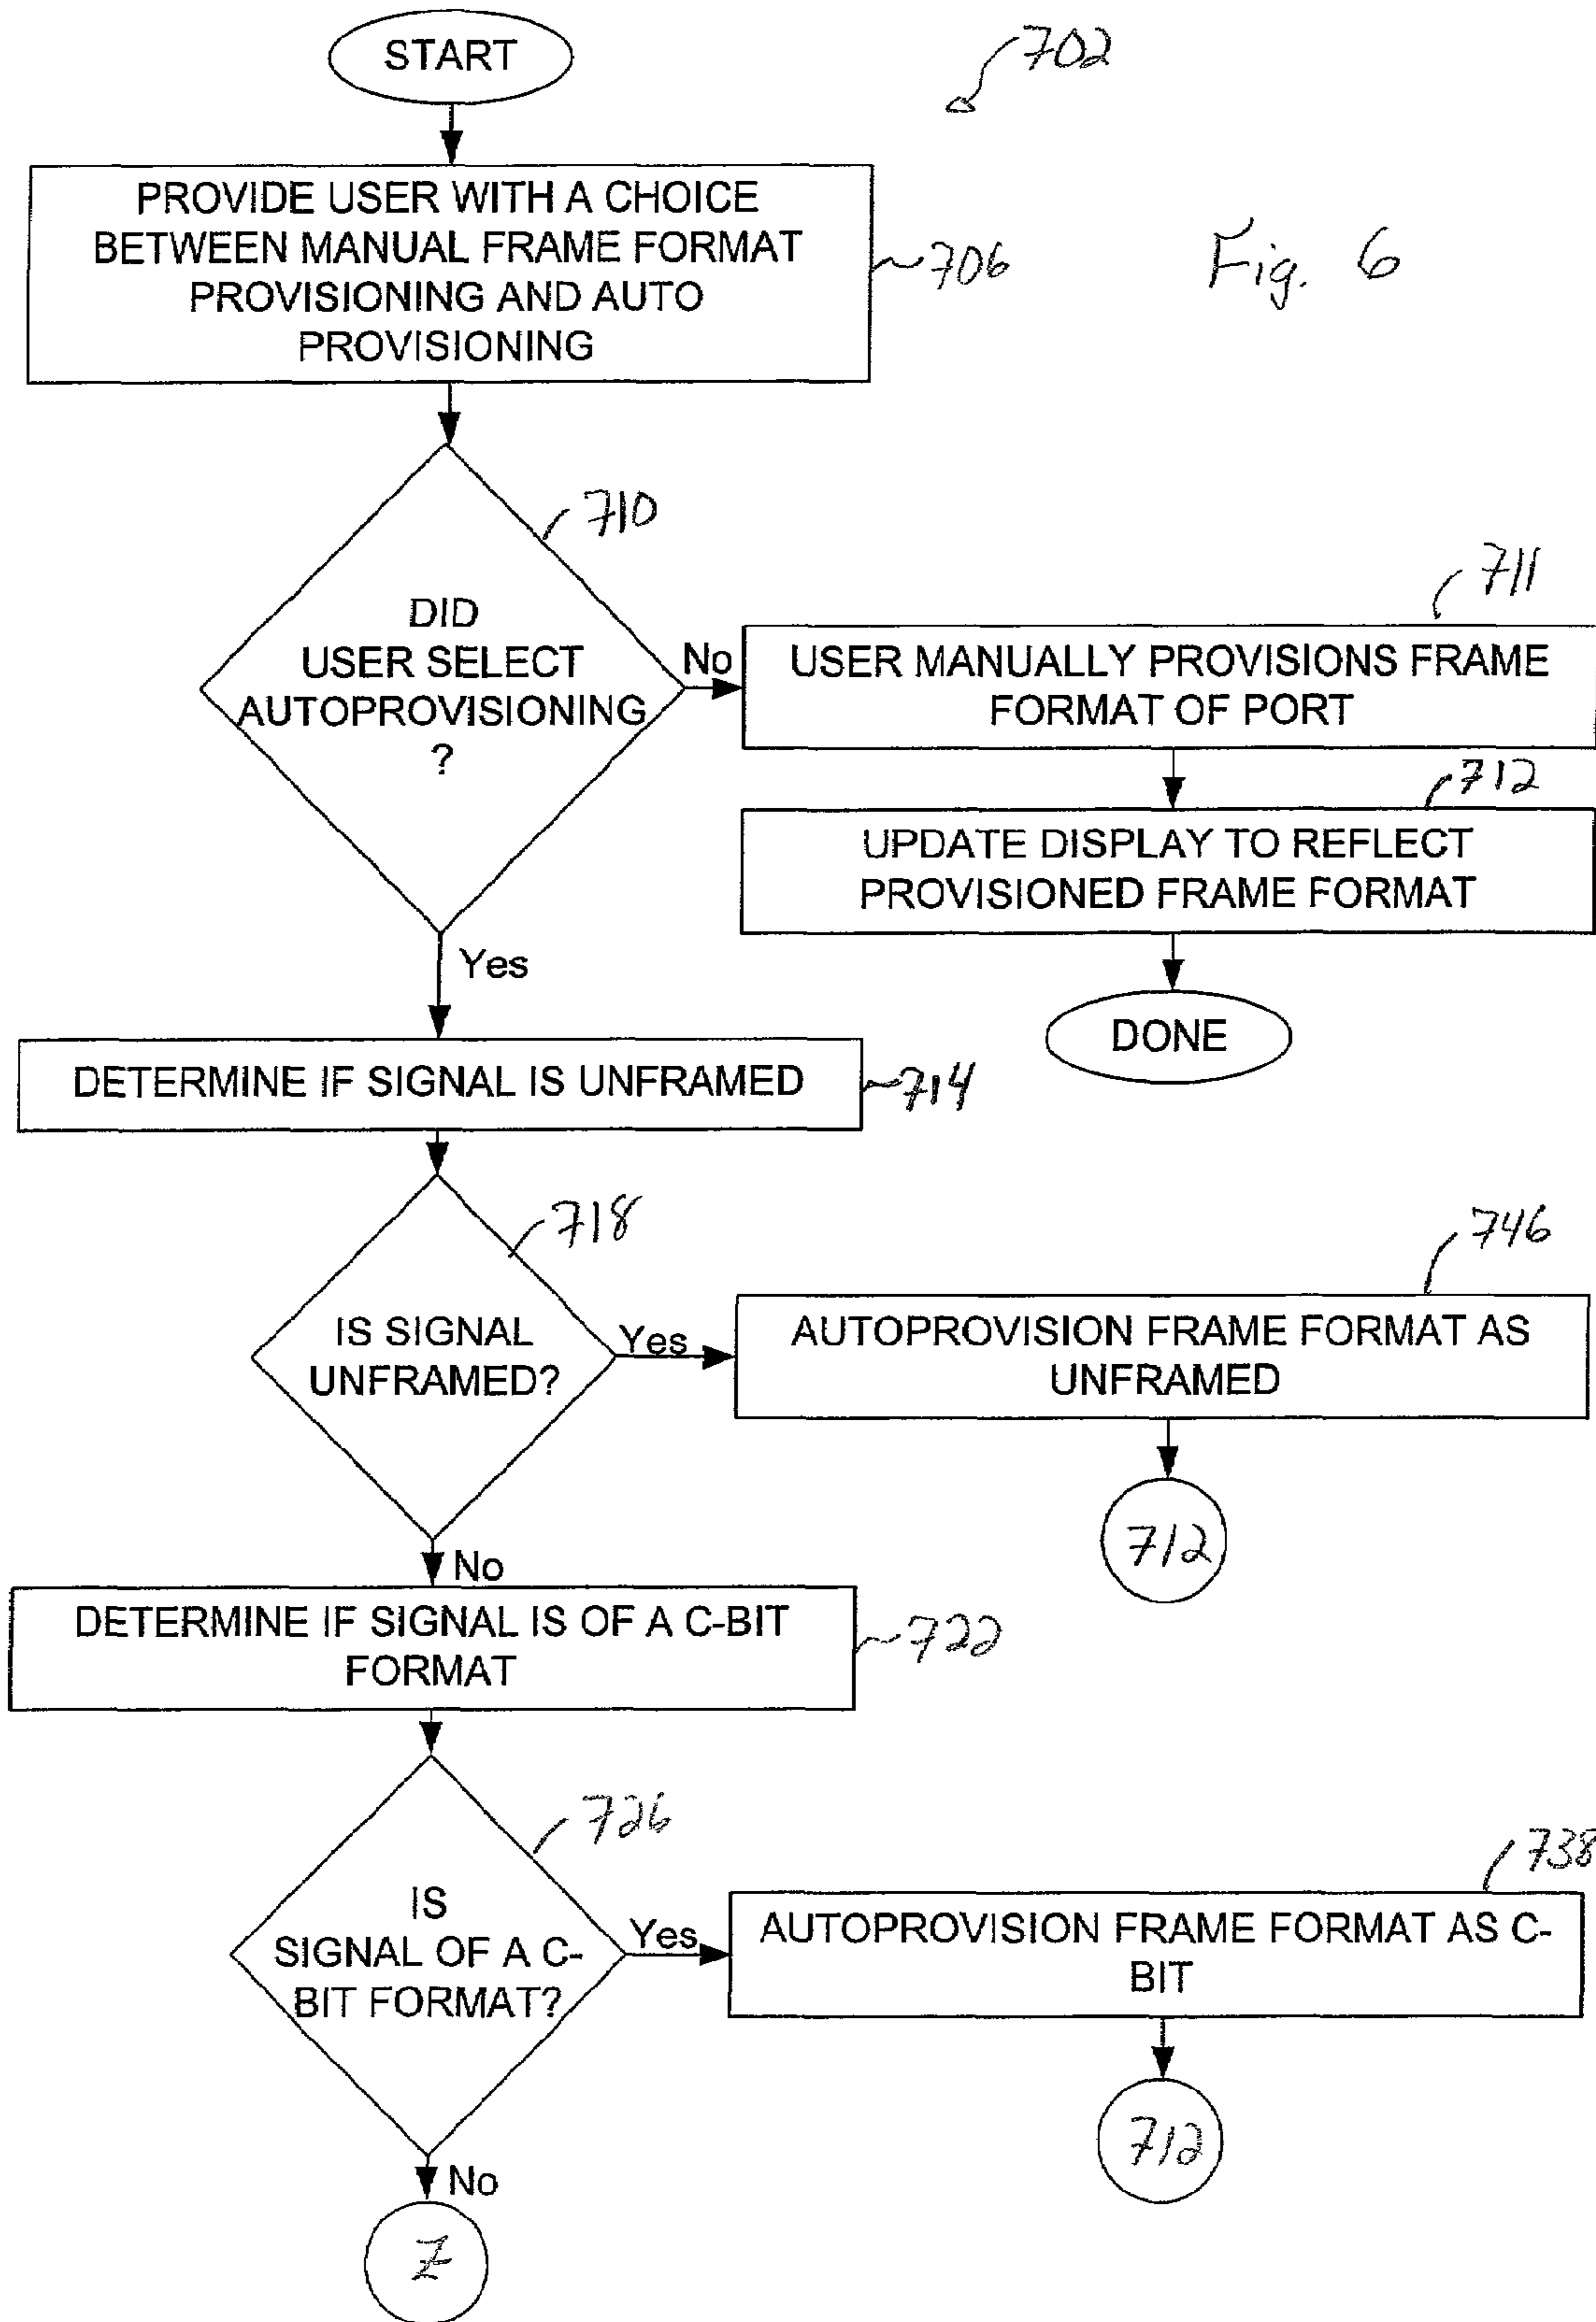 START
702
PROVIDE USER WITH A CHOICE
BETWEEN MANUAL FRAME FORMAT
PROVISIONING AND AUTO
PROVISIONING
706
Fig. 6
710
DID
USER SELECT
AUTOPROVISIONING
?
No
711
USER MANUALLY PROVISIONS FRAME
FORMAT OF PORT
712
UPDATE DISPLAY TO REFLECT
PROVISIONED FRAME FORMAT
DONE
Yes
DETERMINE IF SIGNAL IS UNFRAMED
714
718
IS SIGNAL
UNFRAMED?
Yes
746
AUTOPROVISION FRAME FORMAT AS
UNFRAMED
712
No
DETERMINE IF SIGNAL IS OF A C-BIT
FORMAT
722
726
IS
SIGNAL OF A C-
BIT FORMAT?
Yes
738
AUTOPROVISION FRAME FORMAT AS C-
BIT
712
No
Z